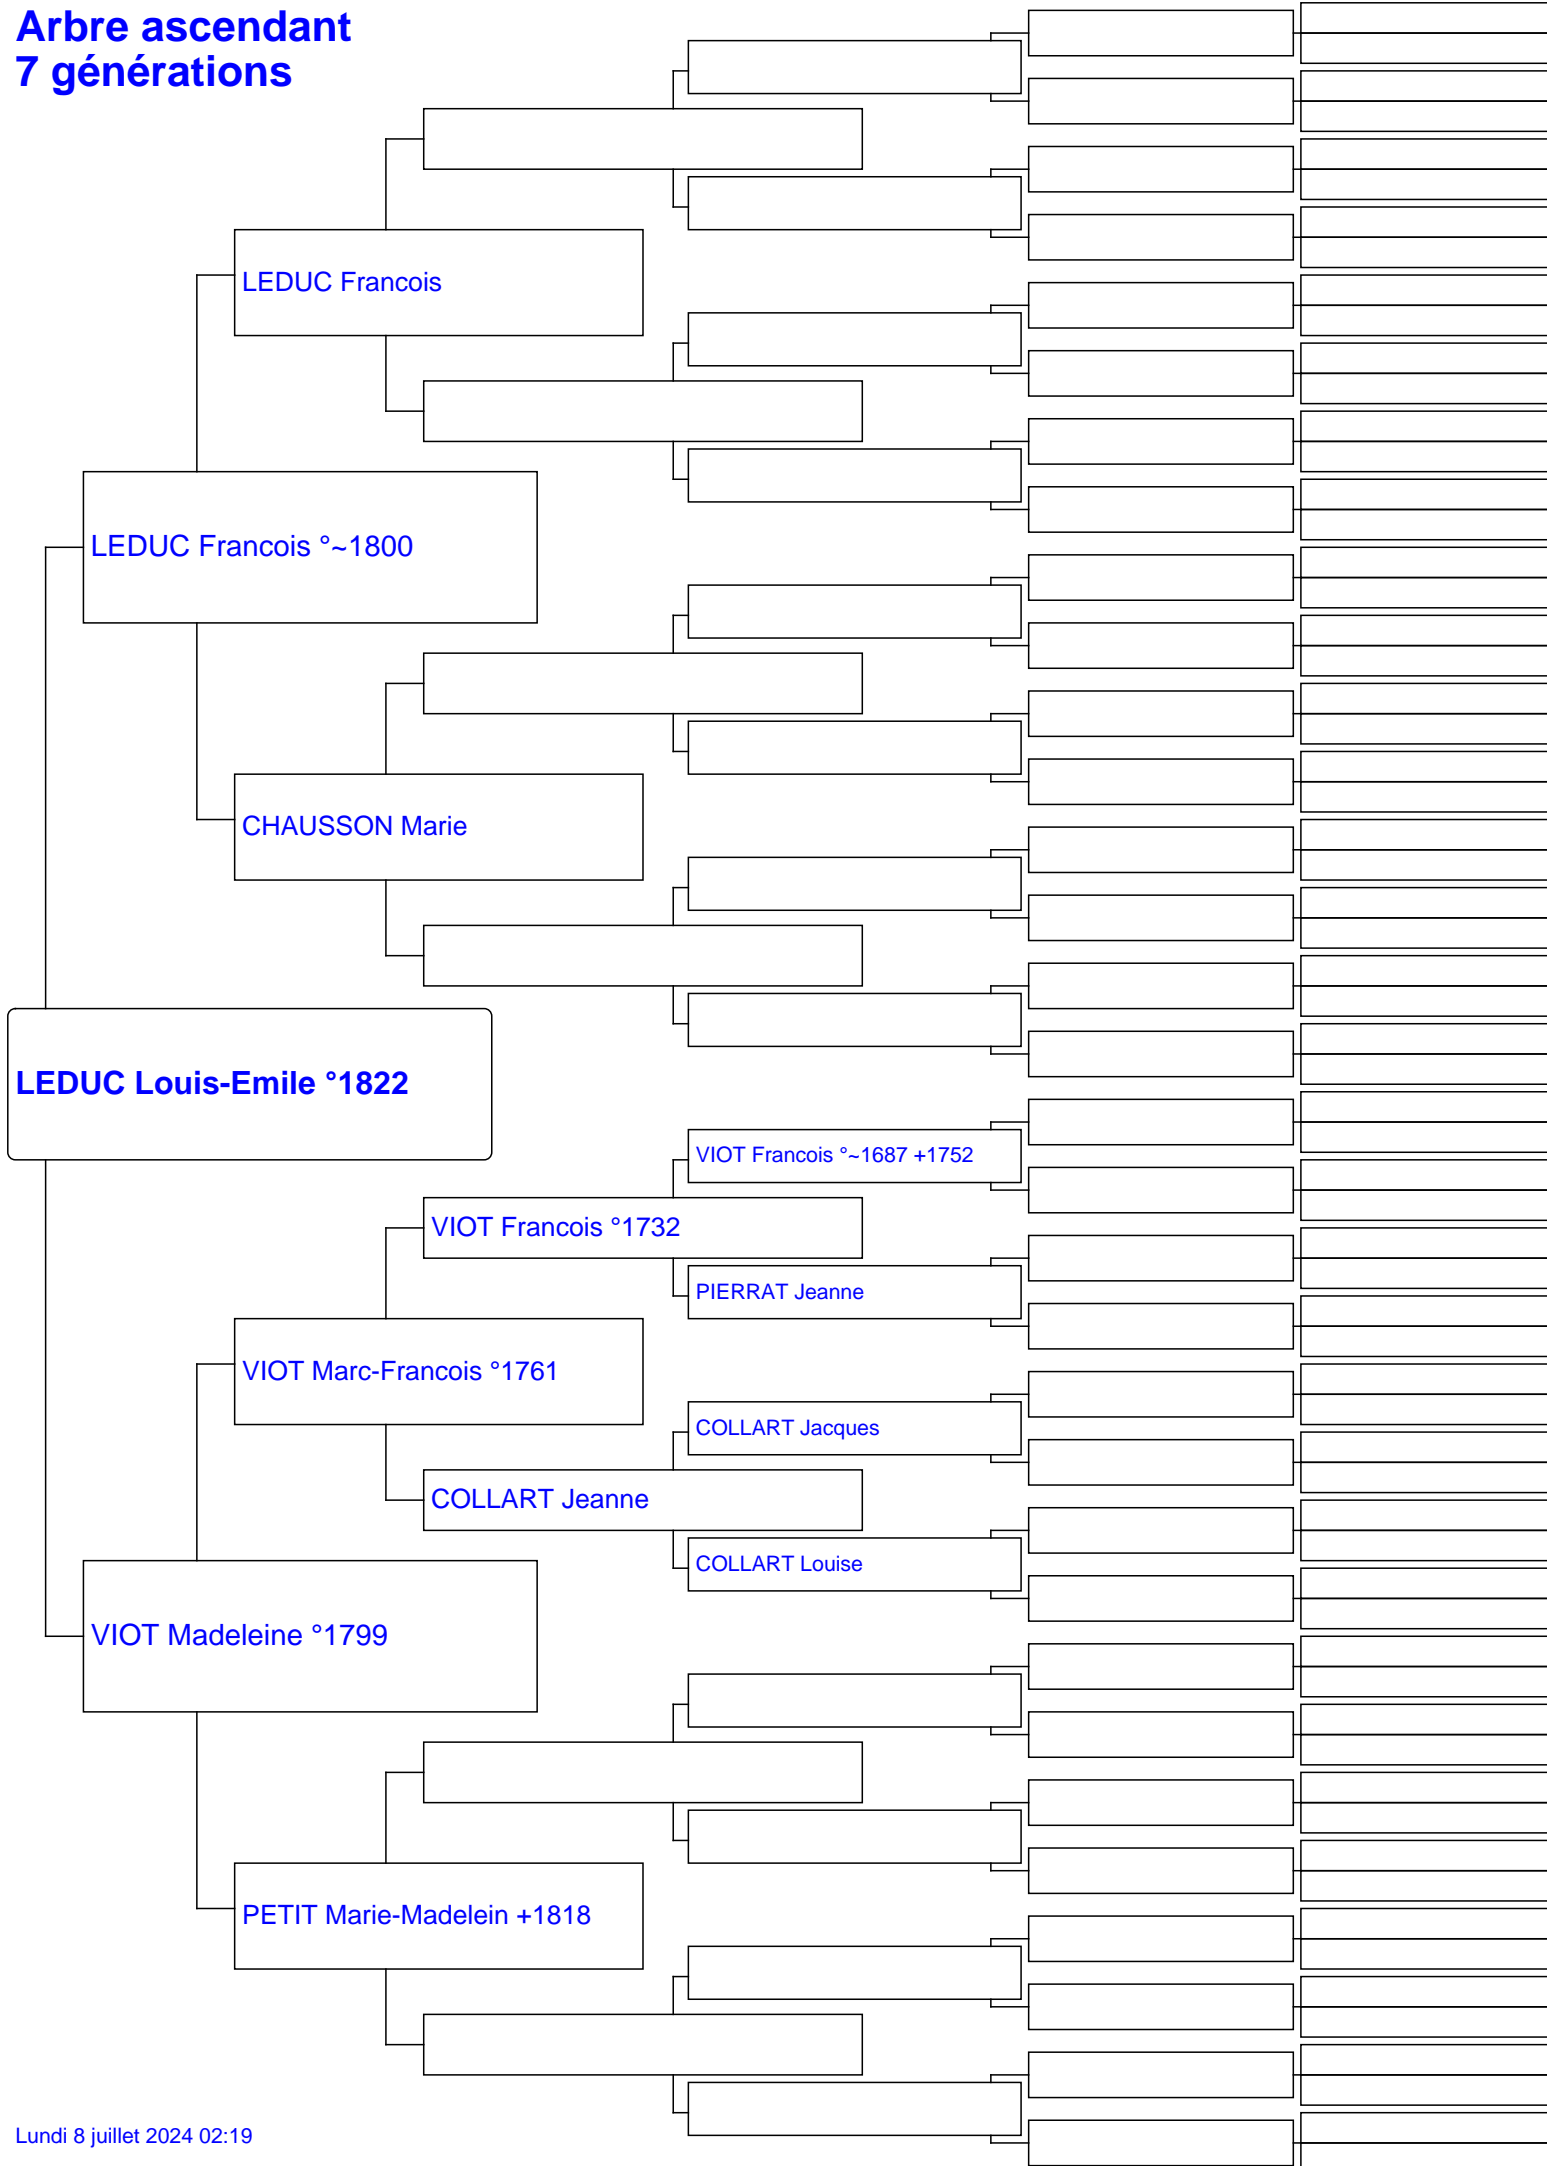 Arbre ascendant
7 générations
LEDUC Francois
LEDUC Francois °~1800
CHAUSSON Marie
LEDUC Louis-Emile °1822
VIOT Francois °~1687 +1752
VIOT Francois °1732
PIERRAT Jeanne
VIOT Marc-Francois °1761
COLLART Jacques
COLLART Jeanne
COLLART Louise
VIOT Madeleine °1799
PETIT Marie-Madelein +1818
Lundi 8 juillet 2024 02:19